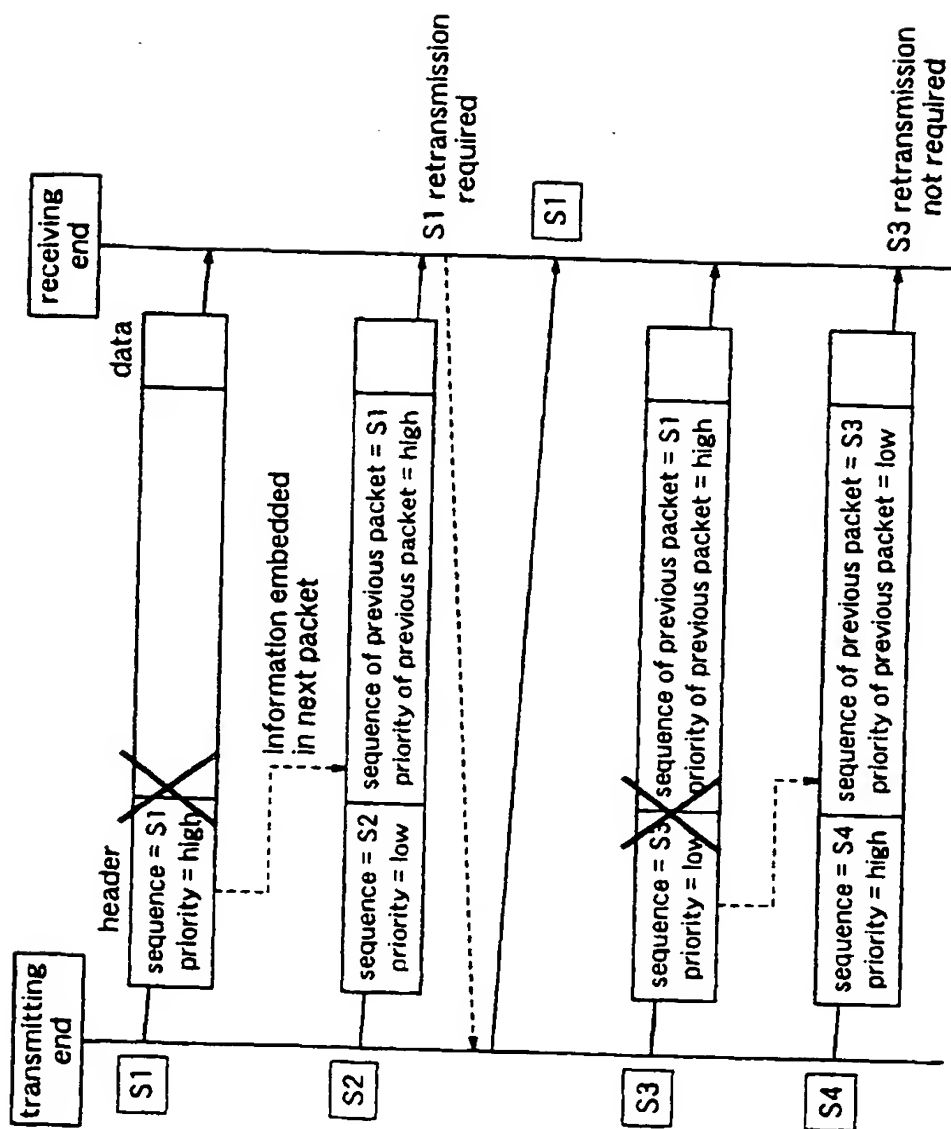 transmitting
end
receiving
end
S1
header
data
sequence = S1
priority = high
Information embedded
in next packet
S2
sequence = S2
priority = low
sequence of previous packet = S1
priority of previous packet = high
S1 retransmission
required
S1
S3
sequence = S3
priority = low
sequence of previous packet = S1
priority of previous packet = high
S4
sequence = S4
priority = high
sequence of previous packet = S3
priority of previous packet = low
S3 retransmission
not required